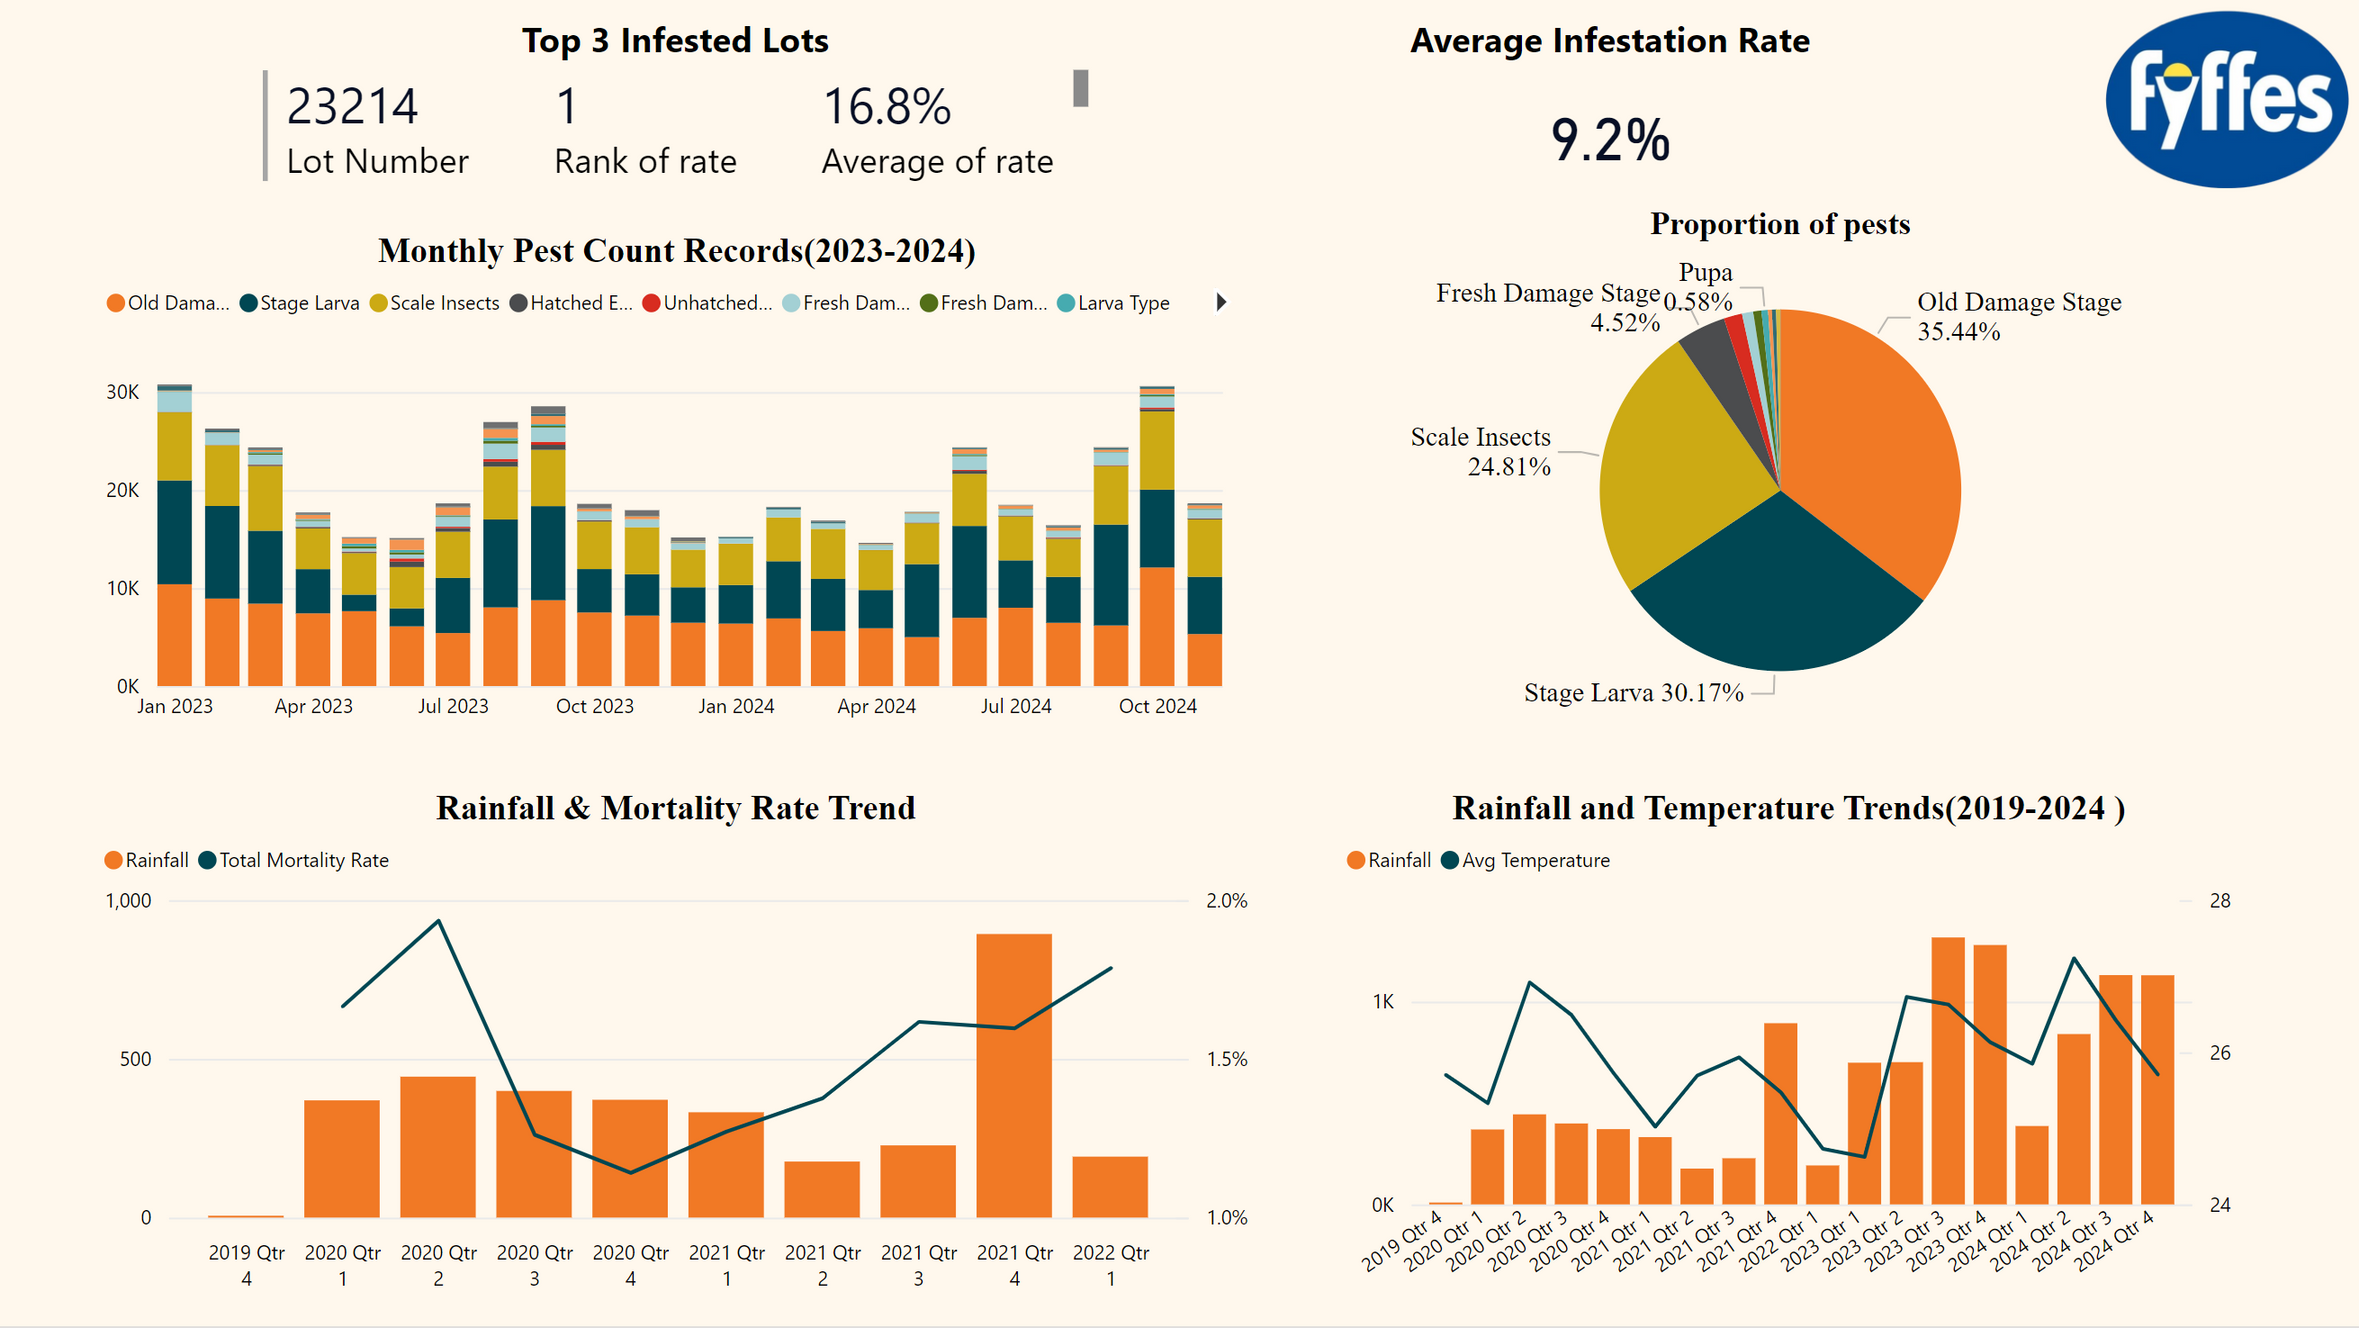 Top 3 Infested Lots
23214
Lot Number
1
Rank of rate
16.8%
Average of rate
Average Infestation Rate
9.2%
fyffes
Monthly Pest Count Records(2023-2024)
Old Dama... Stage Larva Scale Insects Hatched E... Unhatched... Fresh Dam... Fresh Dam... Larva Type
30K
20K
10K
0K
Jan 2023 Apr 2023 Jul 2023 Oct 2023 Jan 2024 Apr 2024 Jul 2024 Oct 2024
Proportion of pests
Pupa
0.58%
Fresh Damage Stage
4.52%
Old Damage Stage
35.44%
Scale Insects
24.81%
Stage Larva 30.17%
Rainfall & Mortality Rate Trend
Rainfall Total Mortality Rate
1,000
500
0
2.0%
1.5%
1.0%
2019 Qtr
4
2020 Qtr
1
2020 Qtr
2
2020 Qtr
3
2020 Qtr
4
2021 Qtr
1
2021 Qtr
2
2021 Qtr
3
2021 Qtr
4
2022 Qtr
1
Rainfall and Temperature Trends(2019-2024 )
Rainfall Avg Temperature
1K
0K
28
26
24
2019 Qtr 4
2020 Qtr 1
2020 Qtr 2
2020 Qtr 3
2020 Qtr 4
2021 Qtr 1
2021 Qtr 2
2021 Qtr 3
2021 Qtr 4
2022 Qtr 1
2023 Qtr 1
2023 Qtr 2
2023 Qtr 3
2023 Qtr 4
2024 Qtr 1
2024 Qtr 2
2024 Qtr 3
2024 Qtr 4